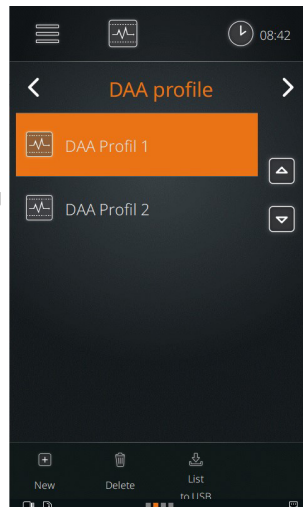 08:42
DAA profile
DAA Profil 1
DAA Profil 2
New
Delete
List
to USB